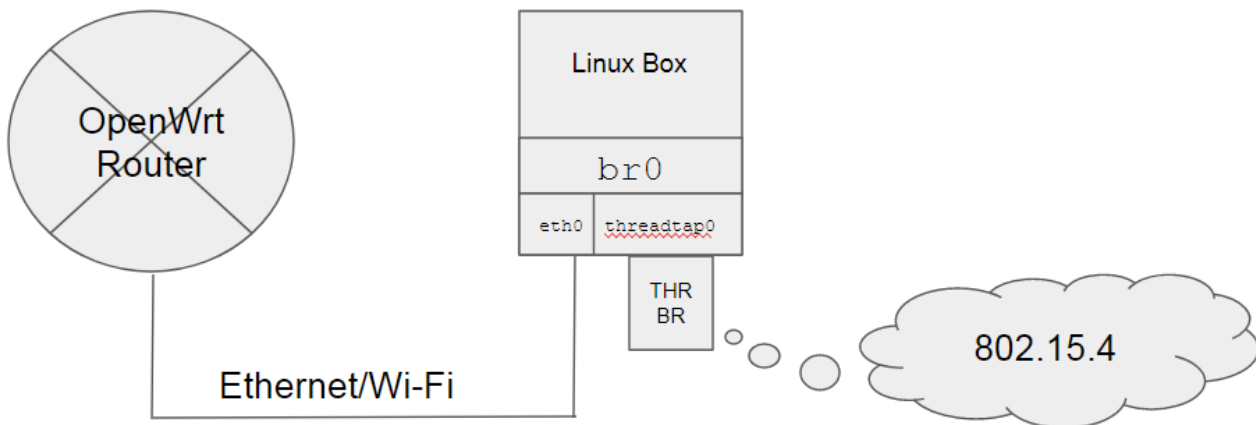 OpenWrt
Router
Linux Box
br0
eth0
threadtap0
THR
BR
802.15.4
Ethernet/Wi-Fi